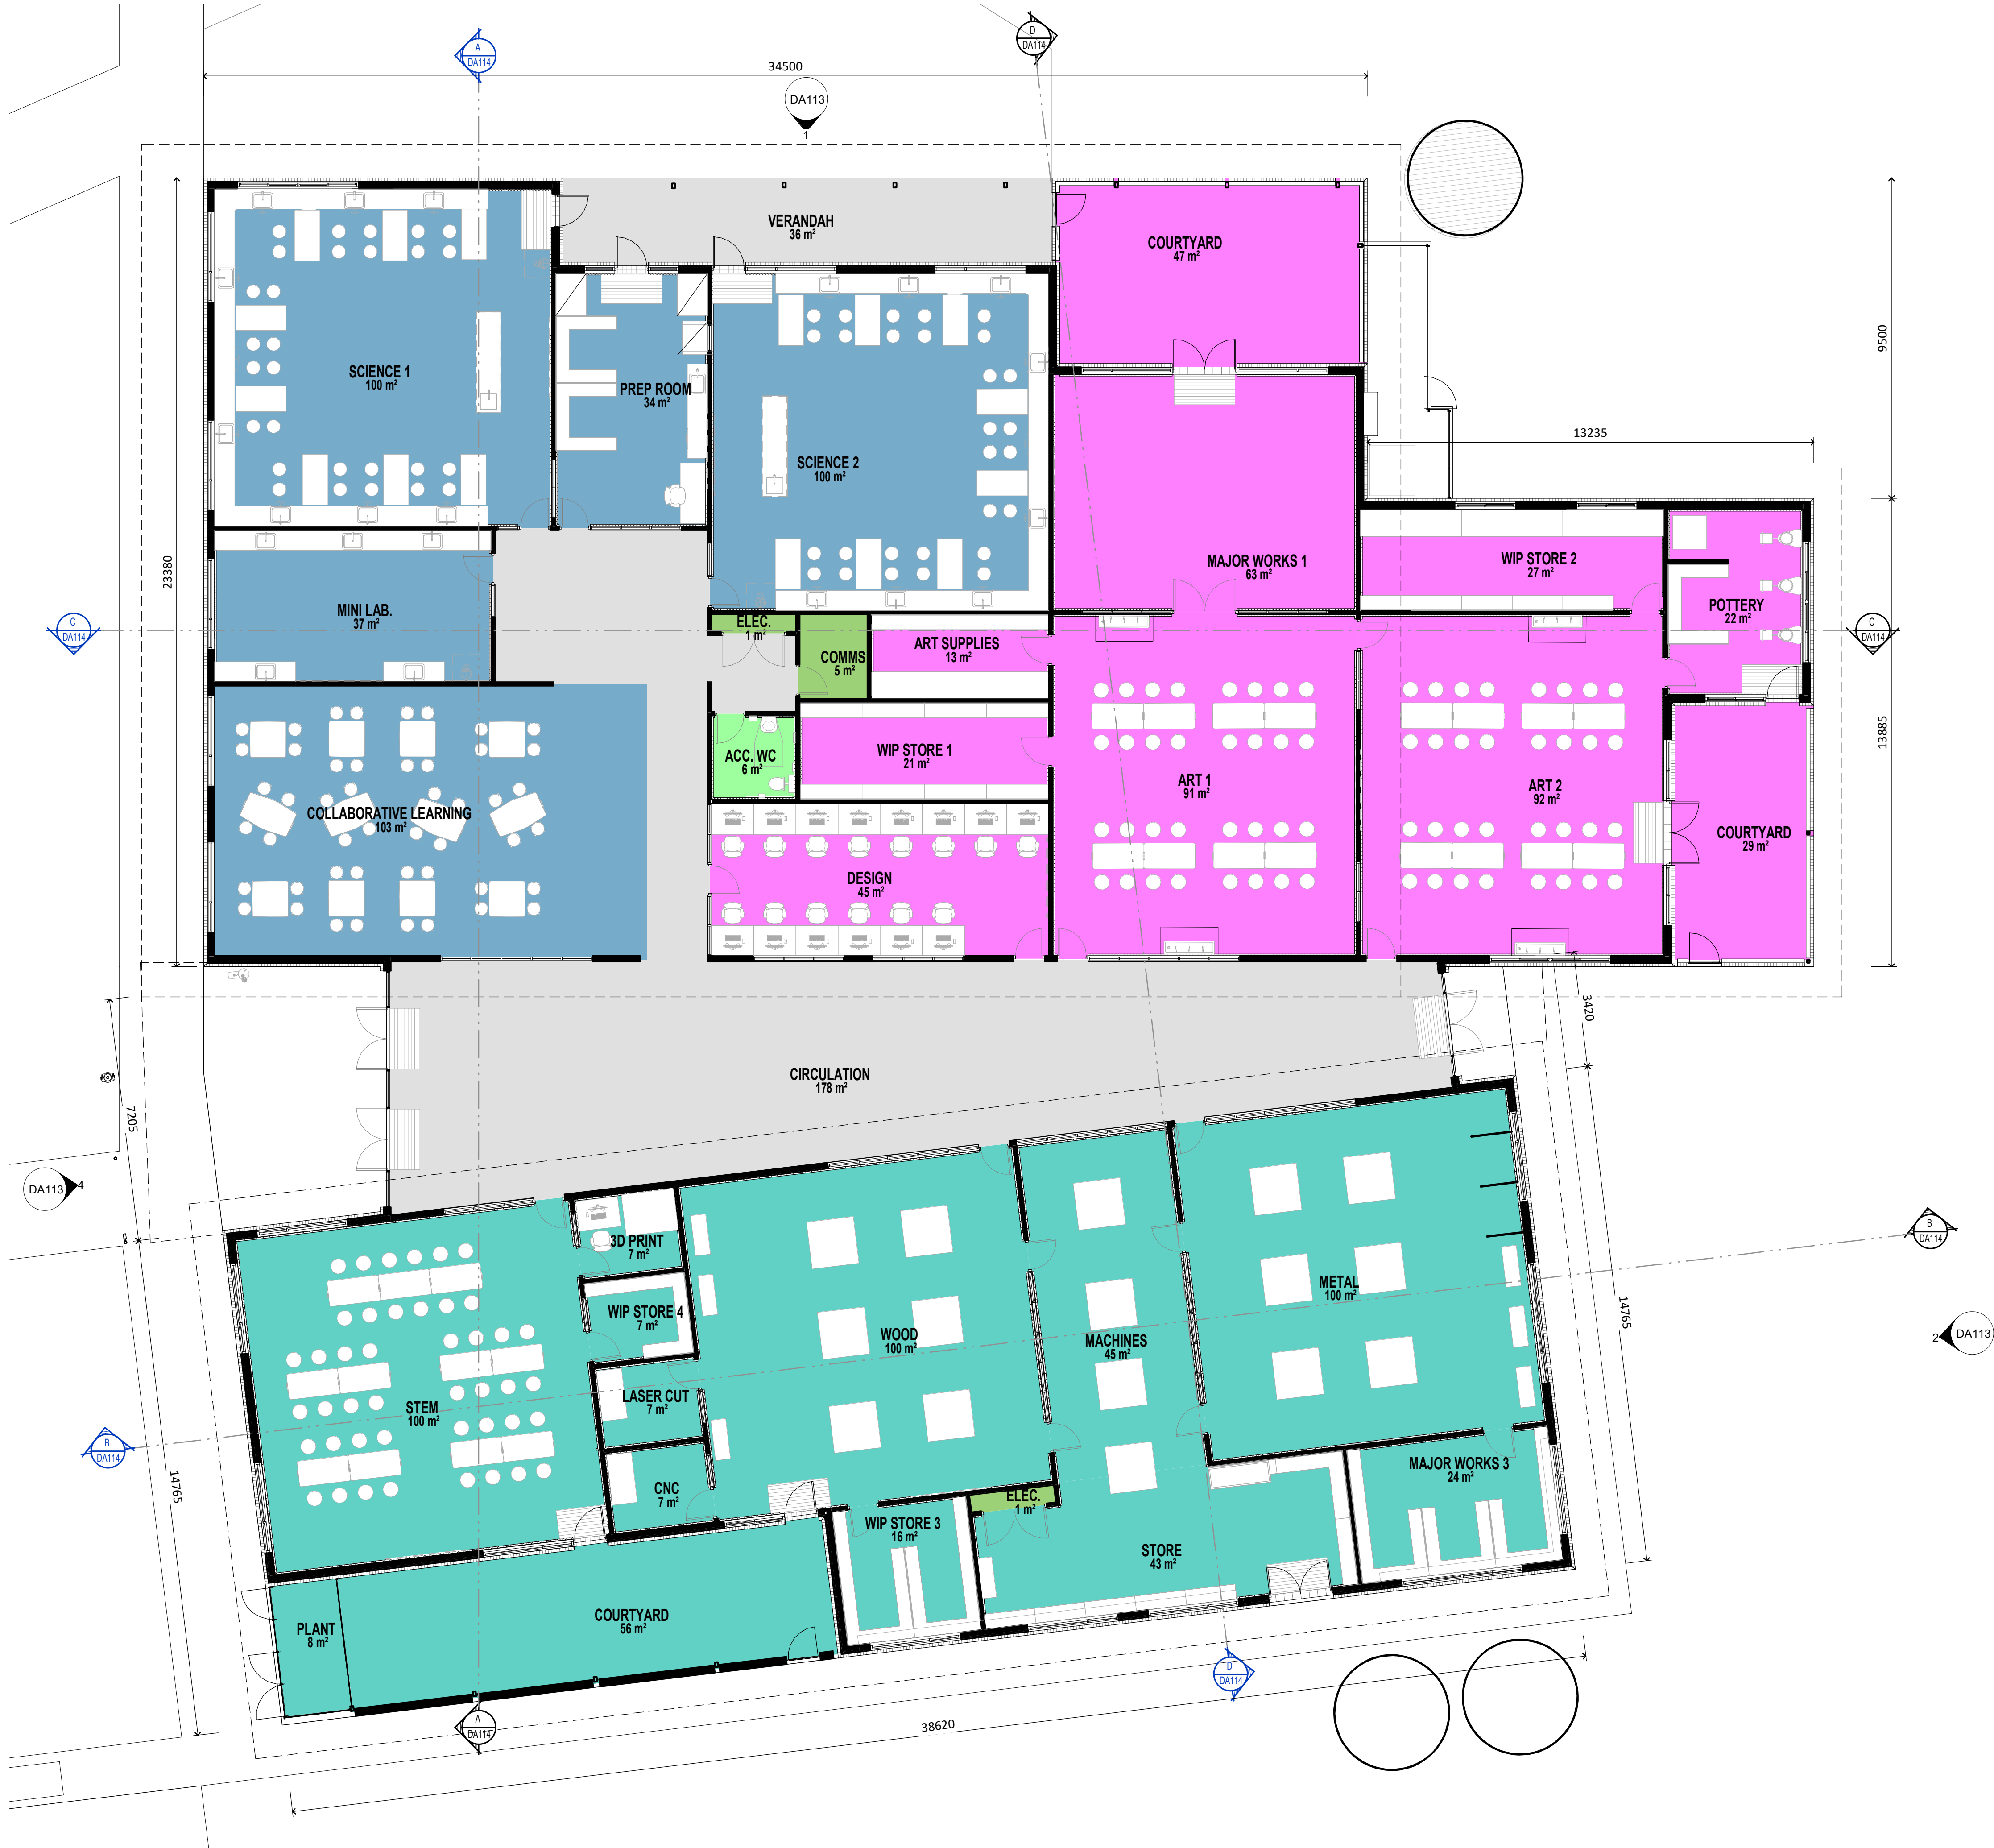 D
DA114
A
DA114
34500
DA113
1
VERANDAH
36 m²
COURTYARD
47 m²
9500
SCIENCE 1
100 m²
PREP ROOM
34 m²
SCIENCE 2
100 m²
13235
23380
MAJOR WORKS 1
63 m²
WIP STORE 2
27 m²
MINI LAB.
37 m²
POTTERY
22 m²
C
DA114
C
DA114
ELEC.
1 m²
COMMS
5 m²
ART SUPPLIES
13 m²
ACC. WC
6 m²
WIP STORE 1
21 m²
ART 1
91 m²
ART 2
92 m²
13885
COLLABORATIVE LEARNING
103 m²
COURTYARD
29 m²
DESIGN
45 m²
3420
CIRCULATION
178 m²
7205
DA113
4
B
DA114
3D PRINT
7 m²
METAL
100 m²
WIP STORE 4
7 m²
WOOD
100 m²
MACHINES
45 m²
14765
2
DA113
LASER CUT
7 m²
STEM
100 m²
B
DA114
14765
MAJOR WORKS 3
24 m²
CNC
7 m²
ELEC.
1 m²
WIP STORE 3
16 m²
STORE
43 m²
COURTYARD
56 m²
PLANT
8 m²
D
DA114
A
DA114
38620